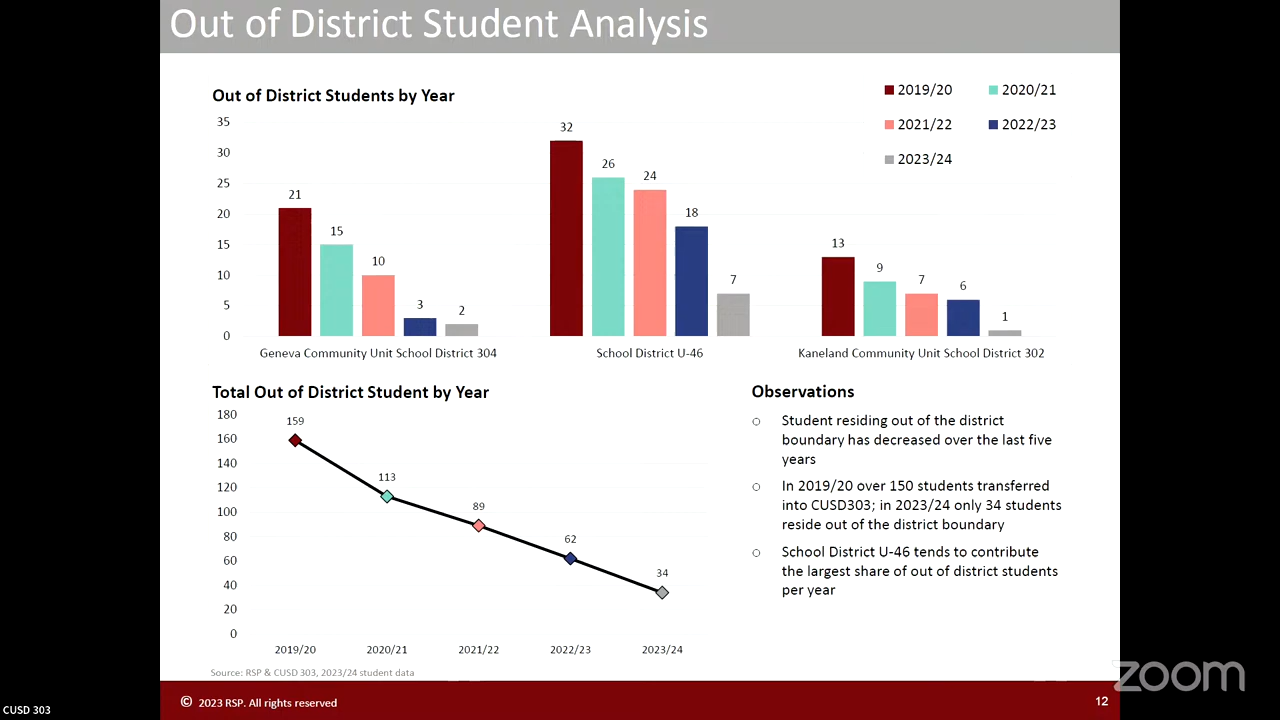 Out of District Student Analysis
Out of District Students by Year
2019/20
2020/21
2021/22
2022/23
2023/24
35
30
25
20
15
10
5
0
21
15
10
3
2
32
26
24
18
7
13
9
7
6
1
Geneva Community Unit School District 304
School District U-46
Kaneland Community Unit School District 302
Total Out of District Student by Year
180
160
140
120
100
80
60
40
20
0
159
113
89
62
34
2019/20
2020/21
2021/22
2022/23
2023/24
Observations
Student residing out of the district
boundary has decreased over the last five
years
In 2019/20 over 150 students transferred
into CUSD303; in 2023/24 only 34 students
reside out of the district boundary
School District U-46 tends to contribute
the largest share of out of district students
per year
Source: RSP & CUSD 303, 2023/24 student data
© 2023 RSP. All rights reserved
12
zoom
CUSD 303